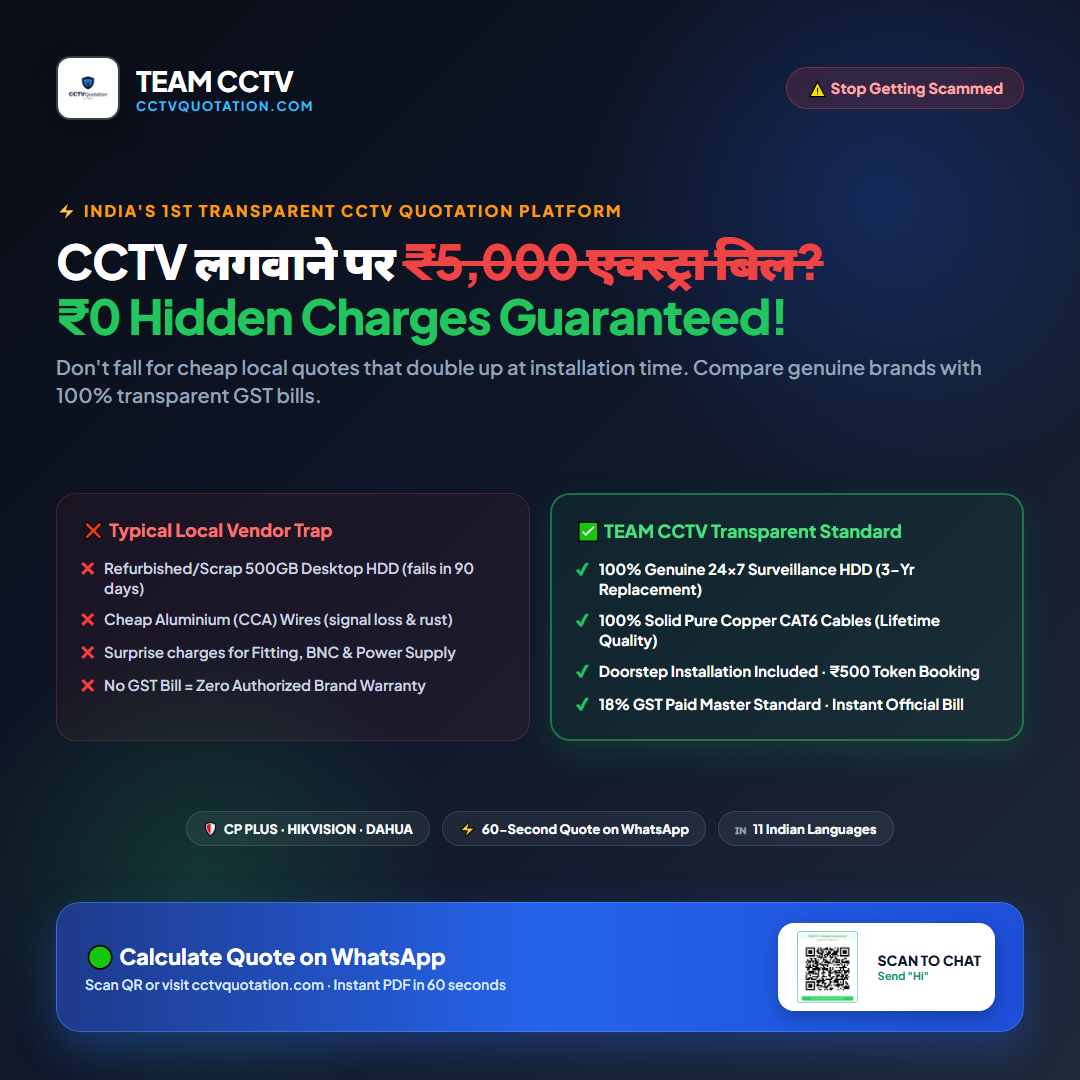 CCTVQuotation
TEAM CCTV
CCTVQUOTATION.COM
⚠️ Stop Getting Scammed
⚡ INDIA'S 1ST TRANSPARENT CCTV QUOTATION PLATFORM
CCTV लगवाने पर ₹5,000 एक्स्ट्रा बिल?
₹0 Hidden Charges Guaranteed!
Don't fall for cheap local quotes that double up at installation time. Compare genuine brands with
100% transparent GST bills.
❌ Typical Local Vendor Trap
❌ Refurbished/Scrap 500GB Desktop HDD (fails in 90
days)
❌ Cheap Aluminium (CCA) Wires (signal loss & rust)
❌ Surprise charges for Fitting, BNC & Power Supply
❌ No GST Bill = Zero Authorized Brand Warranty
✅ TEAM CCTV Transparent Standard
✔ 100% Genuine 24×7 Surveillance HDD (3-Yr
Replacement)
✔ 100% Solid Pure Copper CAT6 Cables (Lifetime
Quality)
✔ Doorstep Installation Included · ₹500 Token Booking
✔ 18% GST Paid Master Standard · Instant Official Bill
🛡️ CP PLUS · HIKVISION · DAHUA
⚡ 60-Second Quote on WhatsApp
IN 11 Indian Languages
🟢 Calculate Quote on WhatsApp
Scan QR or visit cctvquotation.com · Instant PDF in 60 seconds
SCAN TO CHAT
Send "Hi"